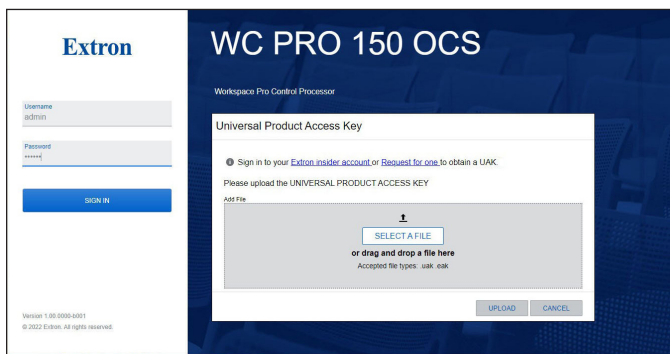 Extron
Username
admin
Password
••••••
SIGN IN
Version 1.00.0000-b001
© 2022 Extron. All rights reserved.
WC PRO 150 OCS
Workspace Pro Control Processor
Universal Product Access Key
Sign in to your Extron insider account or Request for one to obtain a UAK.
Please upload the UNIVERSAL PRODUCT ACCESS KEY
Add File
SELECT A FILE
or drag and drop a file here
Accepted file types: .uak .eak
UPLOAD CANCEL